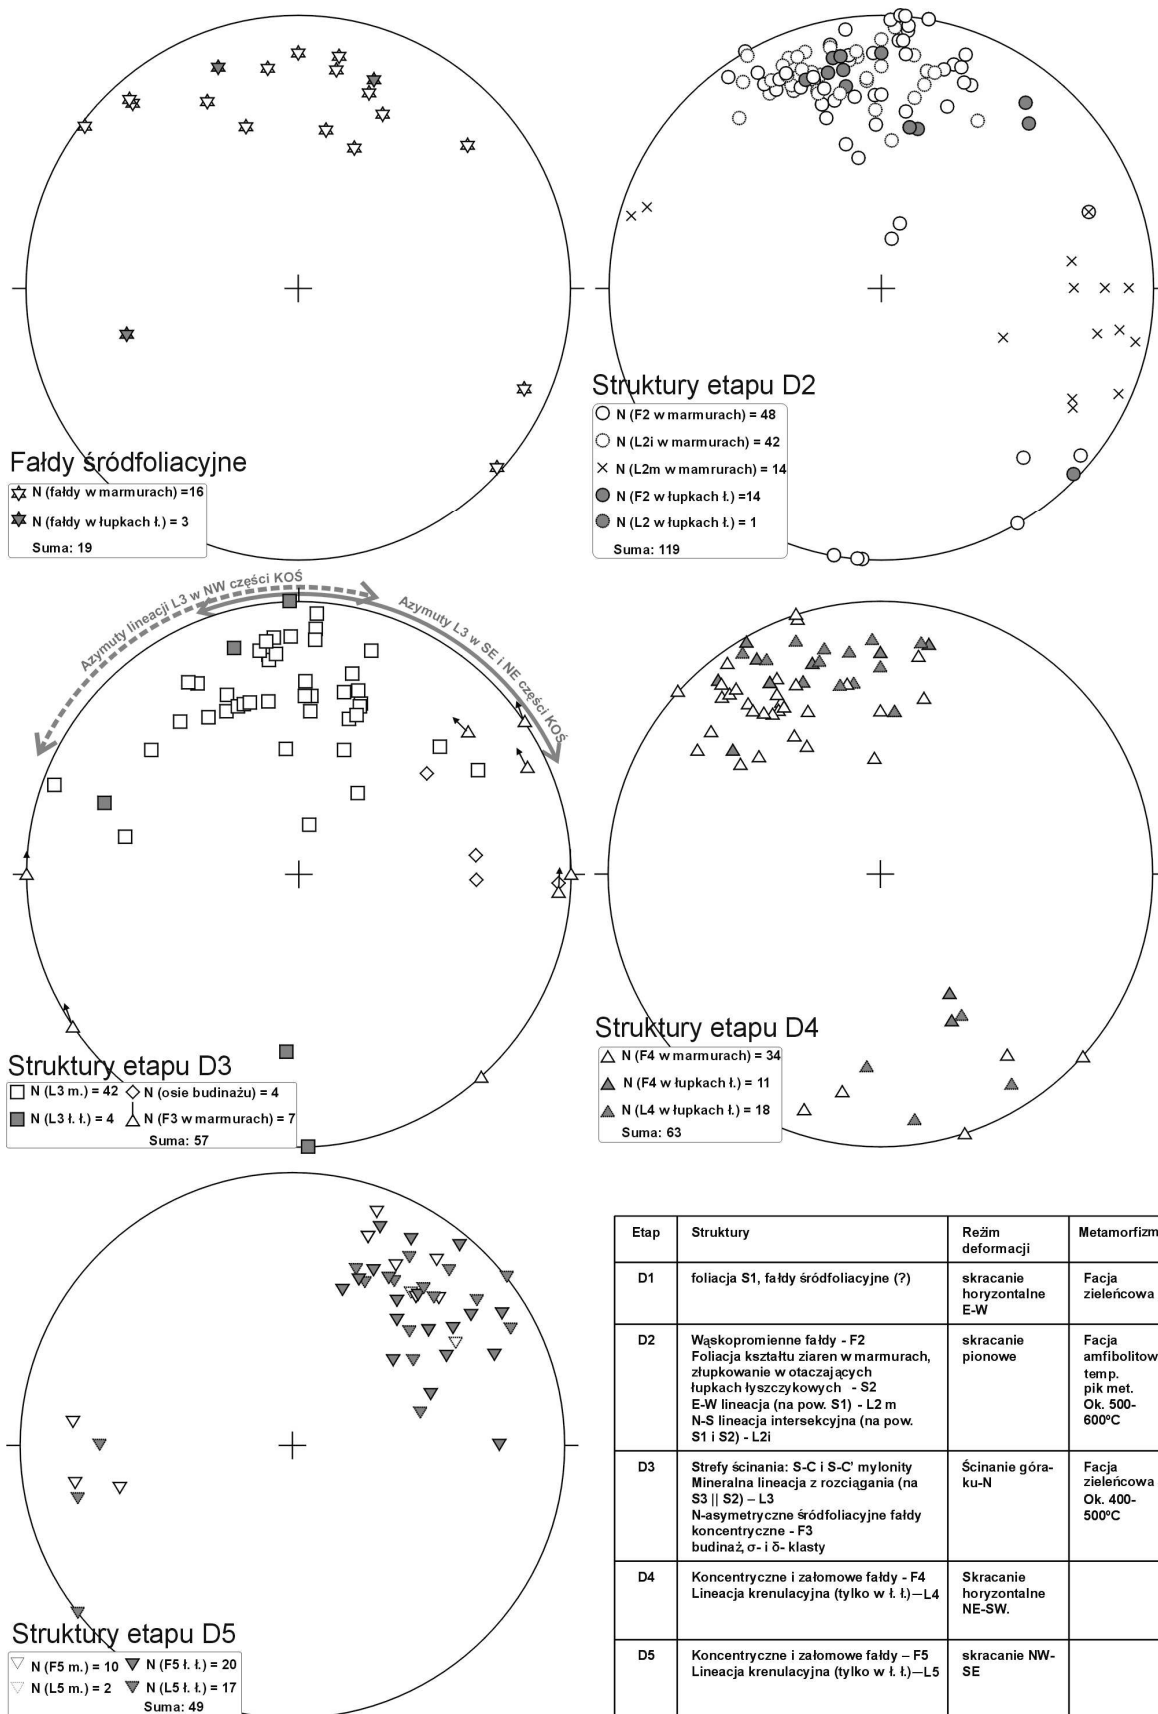 Fałdy śródfoliacyjne
N (fałdy w marmurach) =16
N (fałdy w łupkach ł.) = 3
Suma: 19
Struktury etapu D2
N (F2 w marmurach) = 48
N (L2i w marmurach) = 42
N (L2m w mamrurach) = 14
N (F2 w łupkach ł.) =14
N (L2 w łupkach ł.) = 1
Suma: 119
Azymuty lineacji L3 w NW części KOŚ
Azymuty L3 w SE i NE części KOŚ
Struktury etapu D3
N (L3 m.) = 42
N (osie budinażu) = 4
N (L3 ł. ł.) = 4
N (F3 w marmurach) = 7
Suma: 57
Struktury etapu D4
N (F4 w marmurach) = 34
N (F4 w łupkach ł.) = 11
N (L4 w łupkach ł.) = 18
Suma: 63
Struktury etapu D5
N (F5 m.) = 10
N (F5 ł. ł.) = 20
N (L5 m.) = 2
N (L5 ł. ł.) = 17
Suma: 49
Etap
Struktury
Reżim
deformacji
Metamorfizm
D1
foliacja S1, fałdy śródfoliacyjne (?)
skracanie
horyzontalne
E-W
Facja
zieleńcowa
D2
Wąskopromienne fałdy - F2
Foliacja kształtu ziaren w marmurach,
złupkowanie w otaczających
łupkach łyszczykowych - S2
E-W lineacja (na pow. S1) - L2 m
N-S lineacja intersekcyjna (na pow.
S1 i S2) - L2i
skracanie
pionowe
Facja
amfibolitow
temp.
pik met.
Ok. 500-
600ºC
D3
Strefy ścinania: S-C i S-C' mylonity
Mineralna lineacja z rozciągania (na
S3 || S2) – L3
N-asymetryczne śródfoliacyjne fałdy
koncentryczne - F3
budinaż, σ- i δ- klasty
Ścinanie góra-
ku-N
Facja
zieleńcowa
Ok. 400-
500ºC
D4
Koncentryczne i załomowe fałdy - F4
Lineacja krenulacyjna (tylko w ł. ł.)—L4
Skracanie
horyzontalne
NE-SW.
D5
Koncentryczne i załomowe fałdy – F5
Lineacja krenulacyjna (tylko w ł. ł.)—L5
skracanie NW-
SE